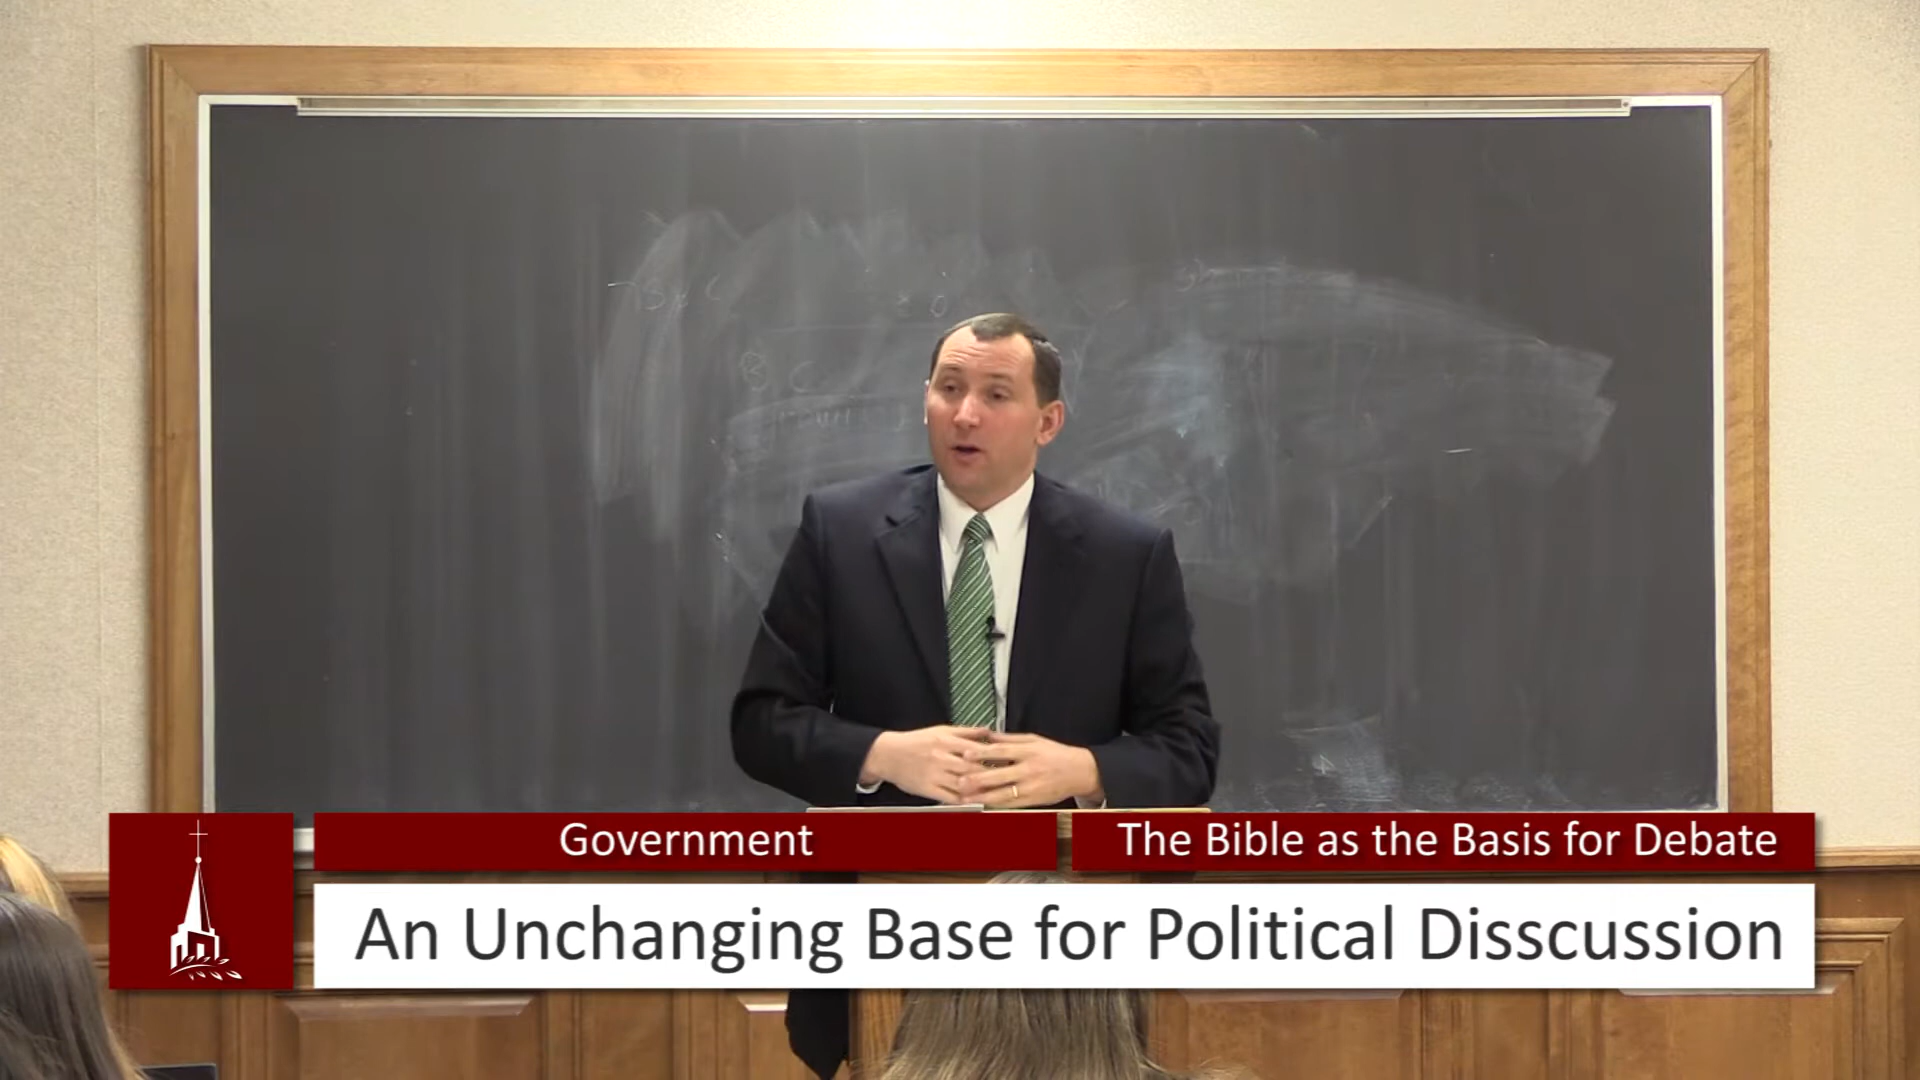 Government
The Bible as the Basis for Debate
An Unchanging Base for Political Disscussion